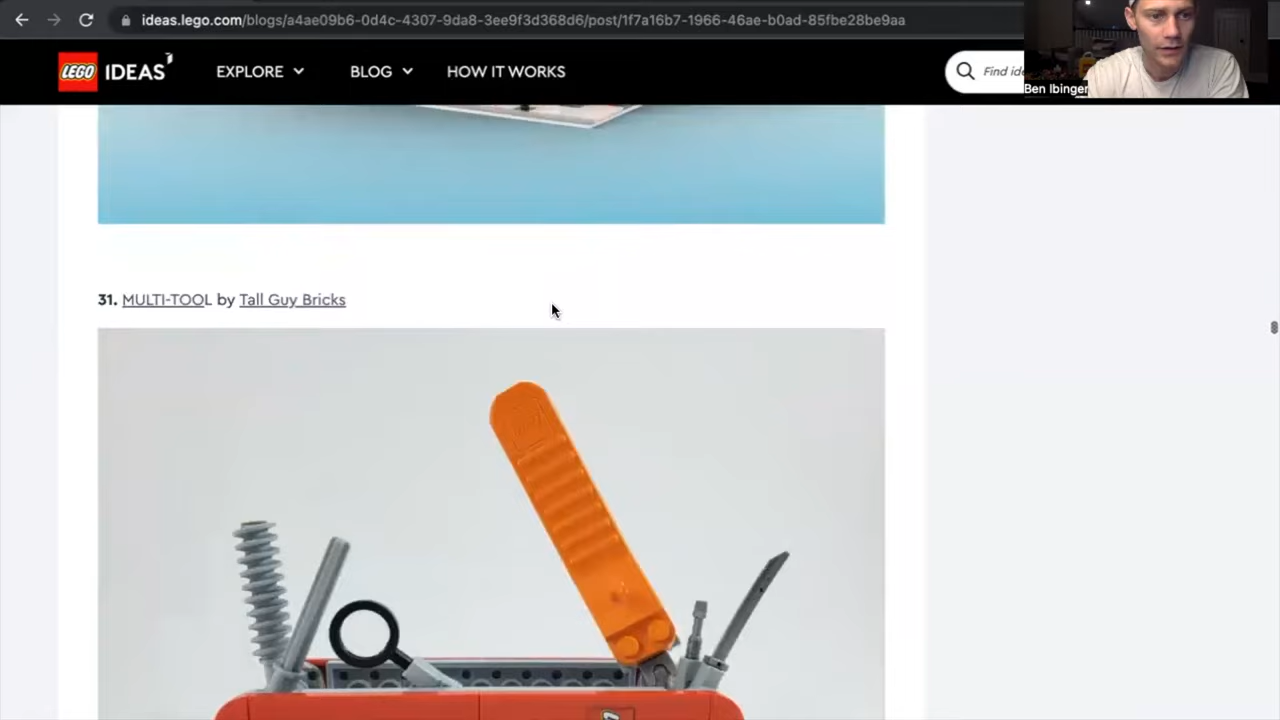 ideas.lego.com/blogs/a4ae09b6-0d4c-4307-9da8-3ee9f3d368d6/post/1f7a16b7-1966-46ae-b0ad-85fbe28be9aa
LEGO IDEAS EXPLORE BLOG HOW IT WORKS Find ide
Ben Ibinger
31. MULTI-TOOL by Tall Guy Bricks